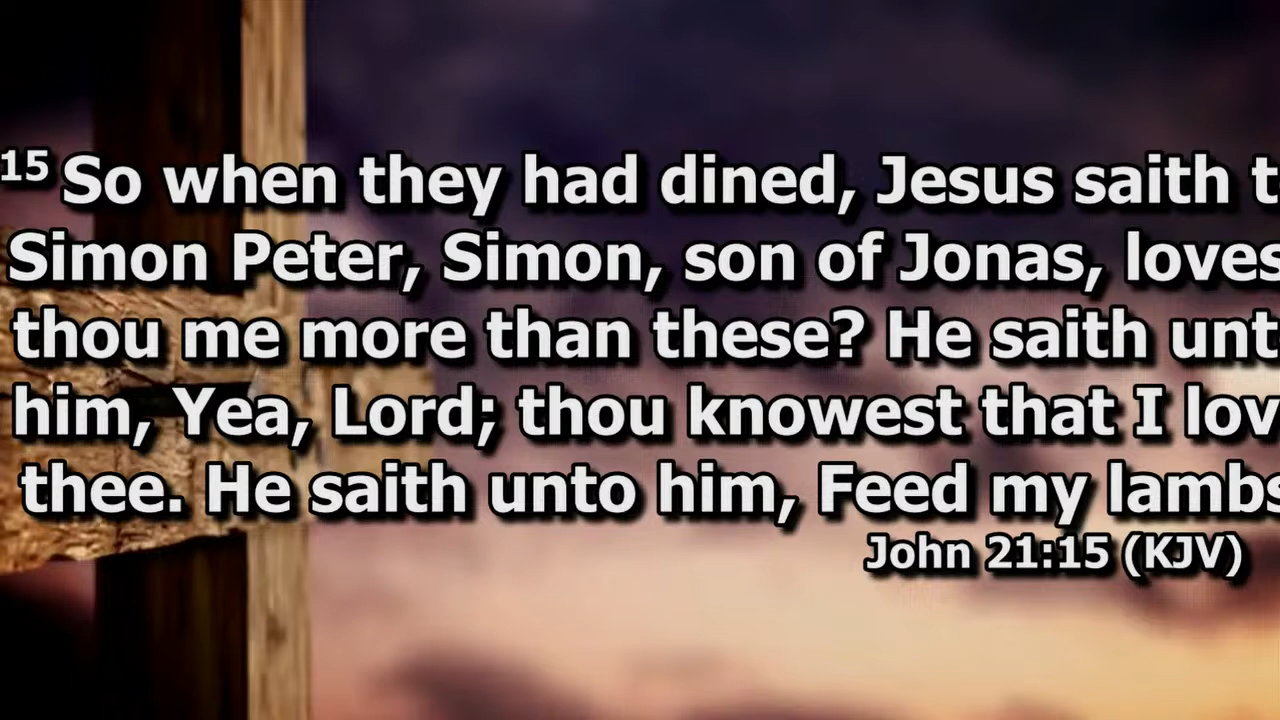 15 So when they had dined, Jesus saith t
Simon Peter, Simon, son of Jonas, loves
thou me more than these? He saith unt
him, Yea, Lord; thou knowest that I lov
thee. He saith unto him, Feed my lambs
John 21:15 (KJV)